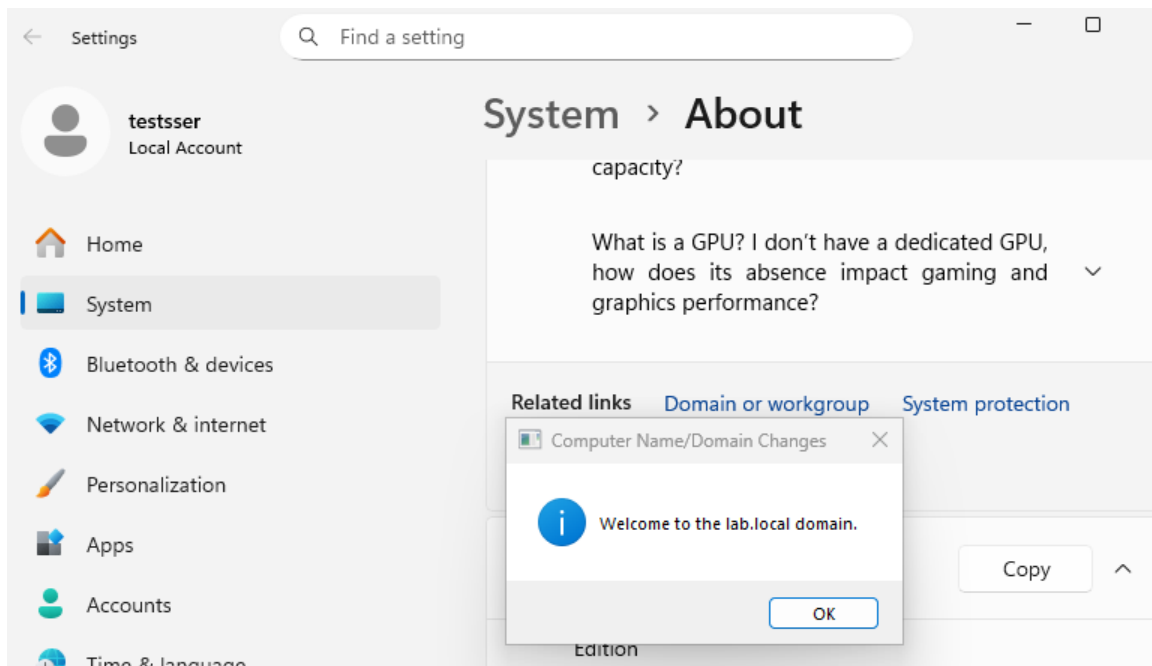 Settings
Find a setting
testsser
Local Account
Home
System
Bluetooth & devices
Network & internet
Personalization
Apps
Accounts
Time & language
System > About
capacity?
What is a GPU? I don't have a dedicated GPU,
how does its absence impact gaming and
graphics performance?
Related links Domain or workgroup System protection
Computer Name/Domain Changes
Welcome to the lab.local domain.
OK
Copy
Edition